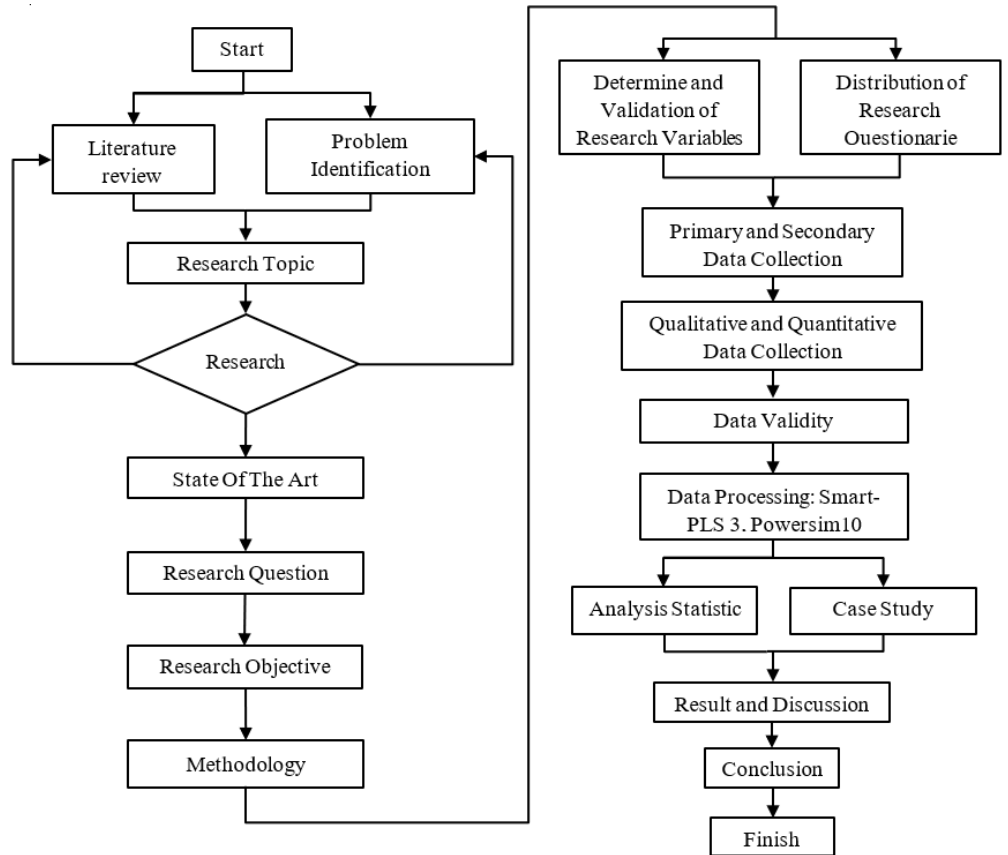 Start
Literature
review
Problem
Identification
Research Topic
Research
State Of The Art
Research Question
Research Objective
Methodology
Determine and
Validation of
Research Variables
Distribution of
Research
Ouestionarie
Primary and Secondary
Data Collection
Qualitative and Quantitative
Data Collection
Data Validity
Data Processing: Smart-
PLS 3. Powersim10
Analysis Statistic
Case Study
Result and Discussion
Conclusion
Finish